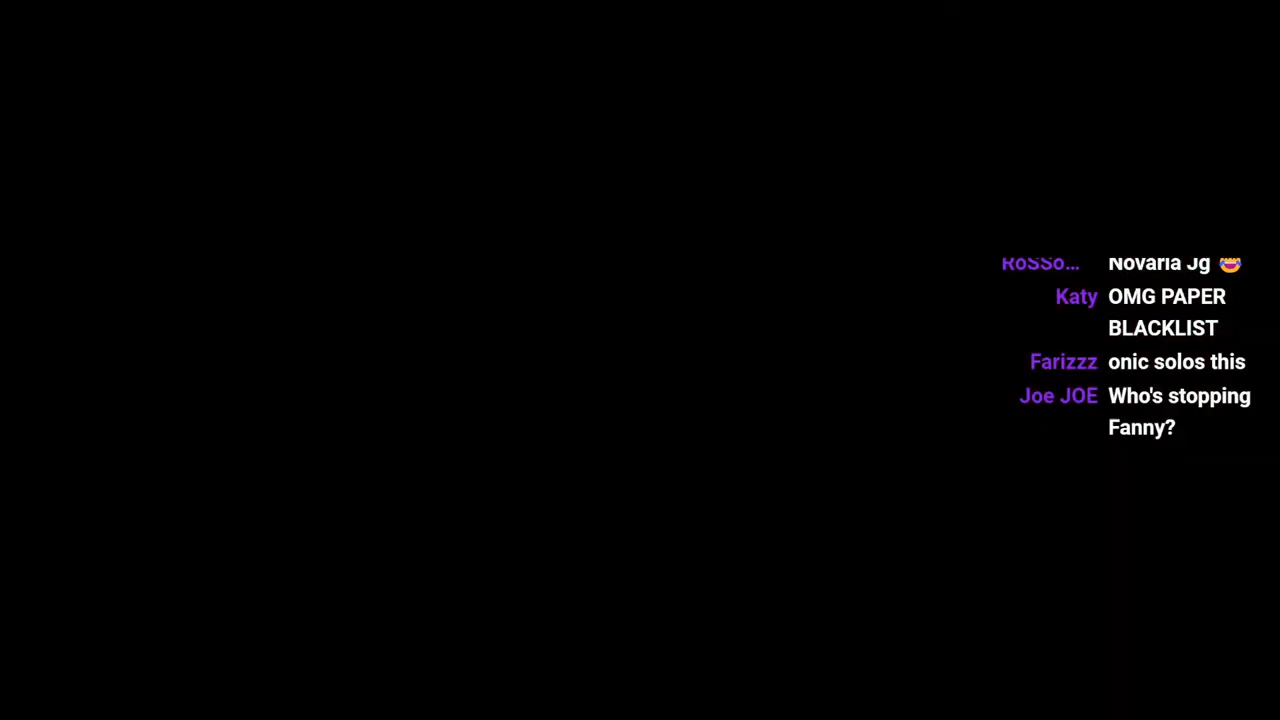 RoSSo... Novaria Jg 😂
Katy OMG PAPER
BLACKLIST
Farizzz onic solos this
Joe JOE Who's stopping
Fanny?